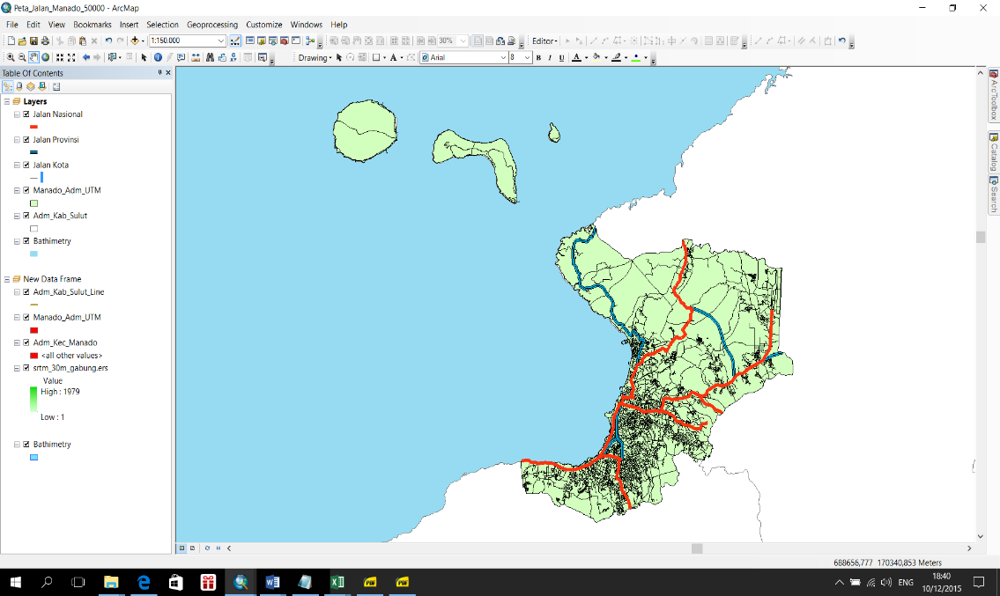 Peta_Jalan_Manado_50000 - ArcMap
File Edit View Bookmarks Insert Selection Geoprocessing Customize Windows Help
1:150.000
30%
Editor
Drawing
Arial
8
B I U A
Table Of Contents
Layers
Jalan Nasional
Jalan Provinsi
Jalan Kota
Manado_Adm_UTM
Adm_Kab_Sulut
Bathimetry
New Data Frame
Adm_Kab_Sulut_Line
Manado_Adm_UTM
Adm_Kec_Manado
<all other values>
srtm_30m_gabung.ers
Value
High : 1979
Low : 1
Bathimetry
ArcToolbox
Catalog
Search
688656,777 170340,853 Meters
ENG
18:40
10/12/2015